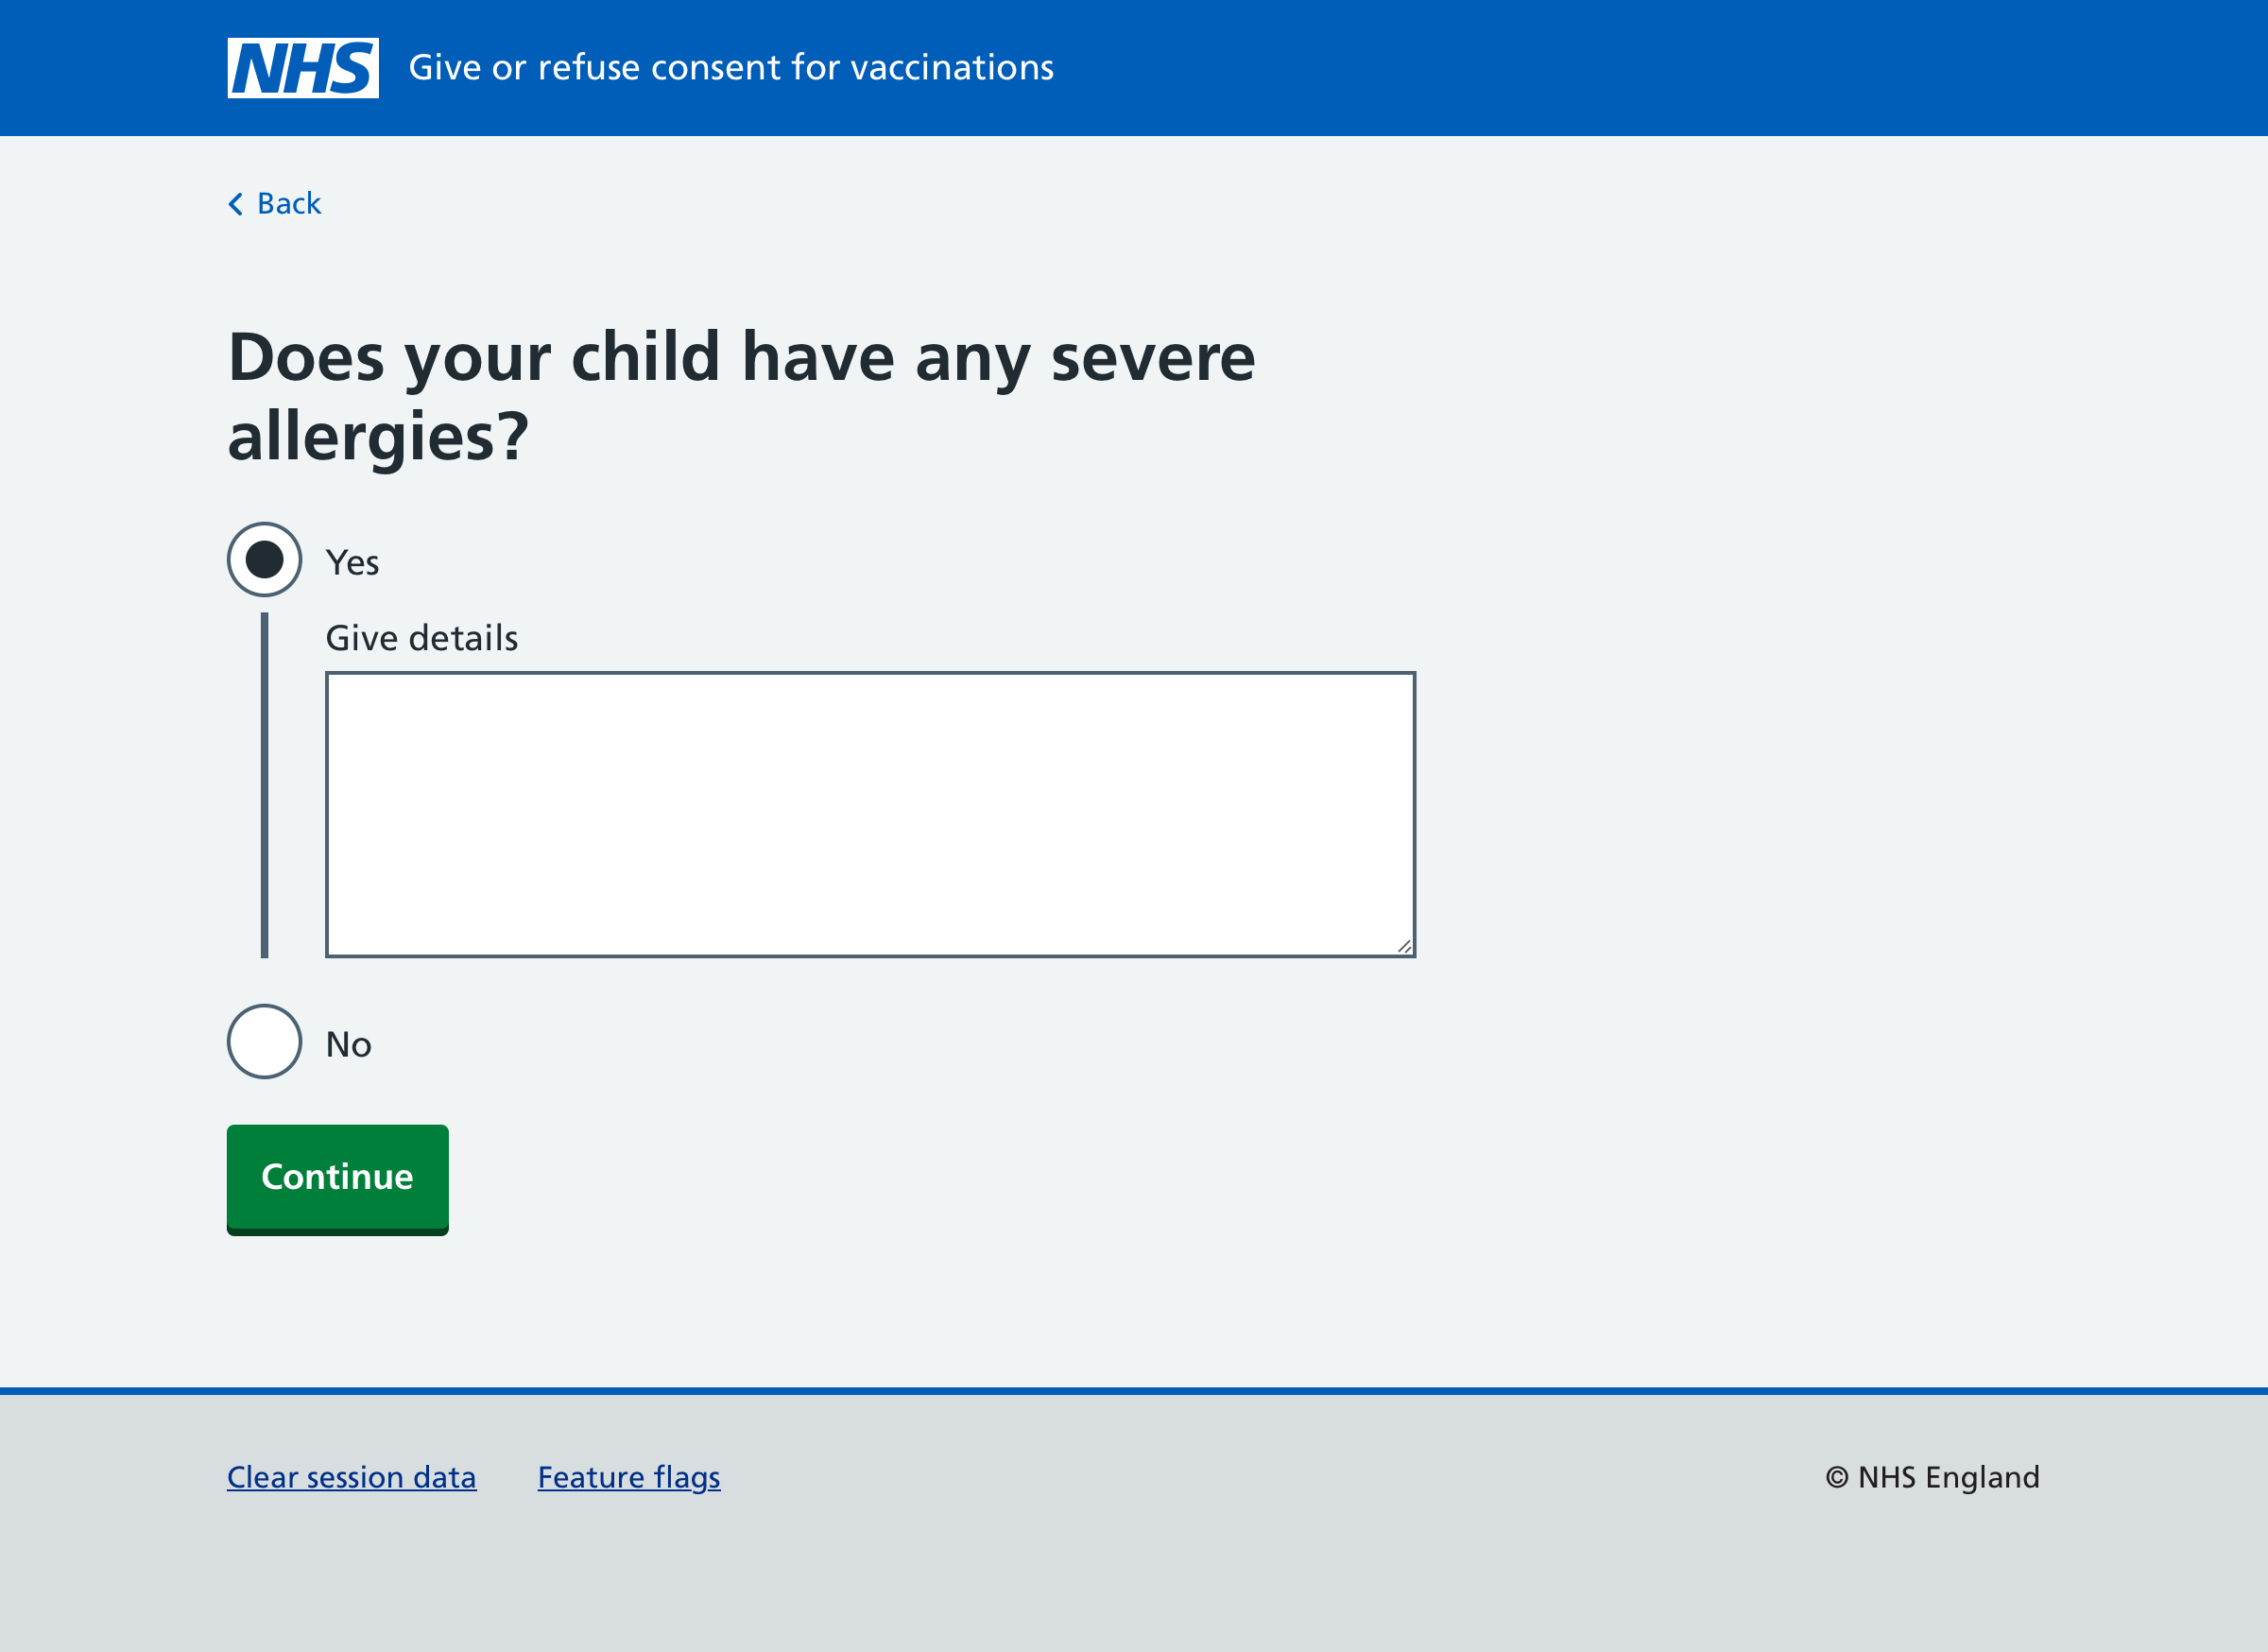 NHS Give or refuse consent for vaccinations
Back
Does your child have any severe
allergies?
Yes
Give details
No
Continue
Clear session data Feature flags © NHS England